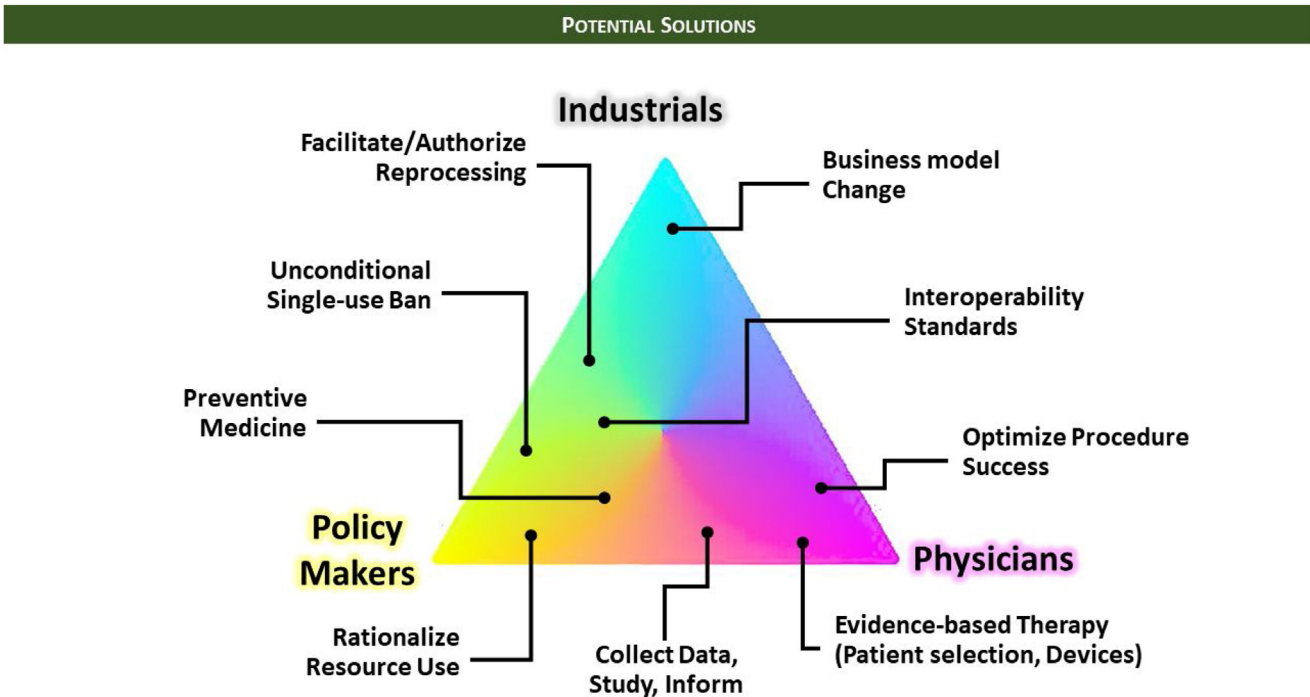 POTENTIAL SOLUTIONS
Industrials
Facilitate/Authorize
Reprocessing
Business model
Change
Unconditional
Single-use Ban
Interoperability
Standards
Preventive
Medicine
Optimize Procedure
Success
Policy
Makers
Physicians
Rationalize
Resource Use
Collect Data,
Study, Inform
Evidence-based Therapy
(Patient selection, Devices)